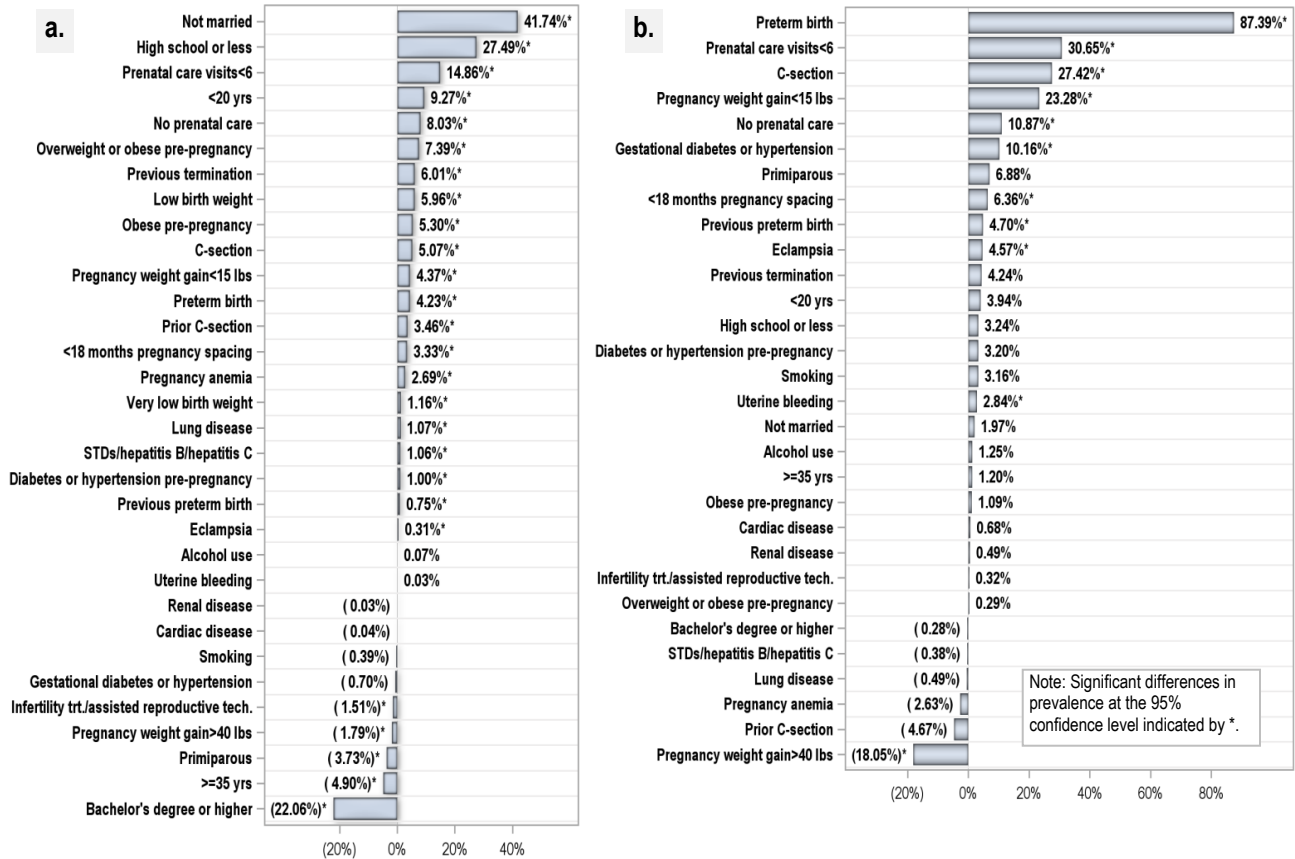 a.
Not married 41.74%*
High school or less 27.49%*
Prenatal care visits<6 14.86%*
<20 yrs 9.27%*
No prenatal care 8.03%*
Overweight or obese pre-pregnancy 7.39%*
Previous termination 6.01%*
Low birth weight 5.96%*
Obese pre-pregnancy 5.30%*
C-section 5.07%*
Pregnancy weight gain<15 lbs 4.37%*
Preterm birth 4.23%*
Prior C-section 3.46%*
<18 months pregnancy spacing 3.33%*
Pregnancy anemia 2.69%*
Very low birth weight 1.16%*
Lung disease 1.07%*
STDs/hepatitis B/hepatitis C 1.06%*
Diabetes or hypertension pre-pregnancy 1.00%*
Previous preterm birth 0.75%*
Eclampsia 0.31%*
Alcohol use 0.07%
Uterine bleeding 0.03%
Renal disease ( 0.03%)
Cardiac disease ( 0.04%)
Smoking ( 0.39%)
Gestational diabetes or hypertension ( 0.70%)
Infertility trt./assisted reproductive tech. ( 1.51%)*
Pregnancy weight gain>40 lbs ( 1.79%)*
Primiparous ( 3.73%)*
>=35 yrs ( 4.90%)*
Bachelor's degree or higher (22.06%)*
(20%) 0% 20% 40%
b.
Preterm birth 87.39%*
Prenatal care visits<6 30.65%*
C-section 27.42%*
Pregnancy weight gain<15 lbs 23.28%*
No prenatal care 10.87%*
Gestational diabetes or hypertension 10.16%*
Primiparous 6.88%
<18 months pregnancy spacing 6.36%*
Previous preterm birth 4.70%*
Eclampsia 4.57%*
Previous termination 4.24%
<20 yrs 3.94%
High school or less 3.24%
Diabetes or hypertension pre-pregnancy 3.20%
Smoking 3.16%
Uterine bleeding 2.84%*
Not married 1.97%
Alcohol use 1.25%
>=35 yrs 1.20%
Obese pre-pregnancy 1.09%
Cardiac disease 0.68%
Renal disease 0.49%
Infertility trt./assisted reproductive tech. 0.32%
Overweight or obese pre-pregnancy 0.29%
Bachelor's degree or higher ( 0.28%)
STDs/hepatitis B/hepatitis C ( 0.38%)
Lung disease ( 0.49%)
Pregnancy anemia ( 2.63%)
Prior C-section ( 4.67%)
Pregnancy weight gain>40 lbs (18.05%)*
(20%) 0% 20% 40% 60% 80%
Note: Significant differences in
prevalence at the 95%
confidence level indicated by *.